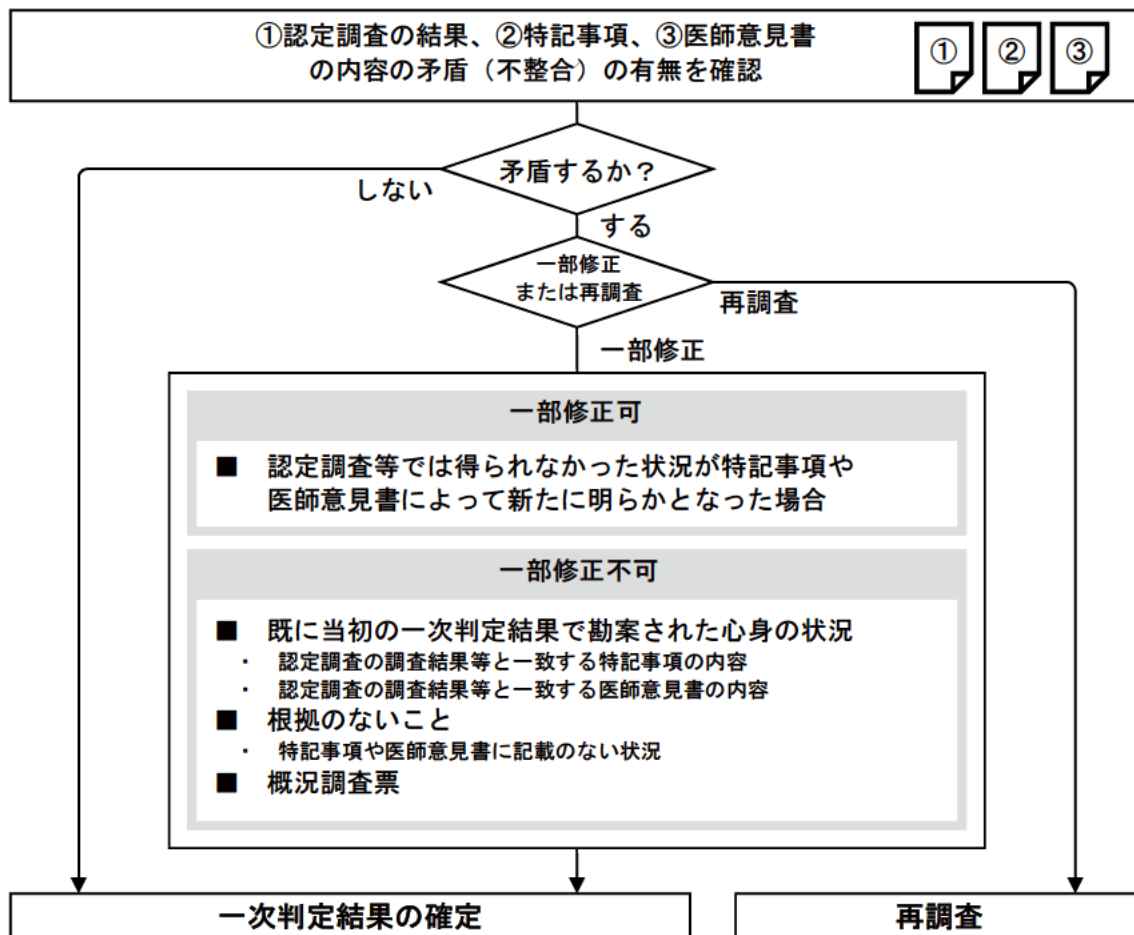 ①認定調査の結果、②特記事項、③医師意見書
の内容の矛盾（不整合）の有無を確認
①
②
③
矛盾するか？
しない
する
一部修正
または再調査
再調査
一部修正
一部修正可
■ 認定調査等では得られなかった状況が特記事項や
医師意見書によって新たに明らかとなった場合
一部修正不可
■ 既に当初の一次判定結果で勘案された心身の状況
・ 認定調査の調査結果等と一致する特記事項の内容
・ 認定調査の調査結果等と一致する医師意見書の内容
■ 根拠のないこと
・ 特記事項や医師意見書に記載のない状況
■ 概況調査票
一次判定結果の確定
再調査